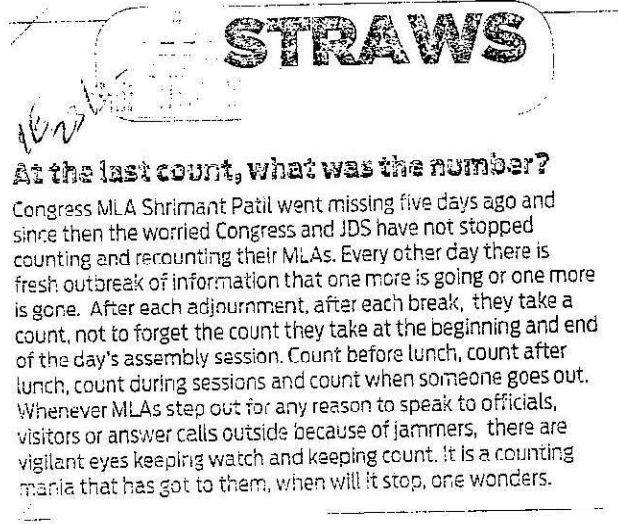 STRAWS
At the last count, what was the number?
Congress MLA Shrimant Patil went missing five days ago and
since then the worried Congress and JDS have not stopped
counting and recounting their MLAs. Every other day there is
fresh outbreak of information that one more is going or one more
is gone. After each adjournment, after each break, they take a
count, not to forget the count they take at the beginning and end
of the day's assembly session. Count before lunch, count after
lunch, count during sessions and count when someone goes out.
Whenever MLAs step out for any reason to speak to officials,
visitors or answer calls outside because of jammers, there are
vigilant eyes keeping watch and keeping count. It is a counting
mania that has got to them, when will it stop, one wonders.